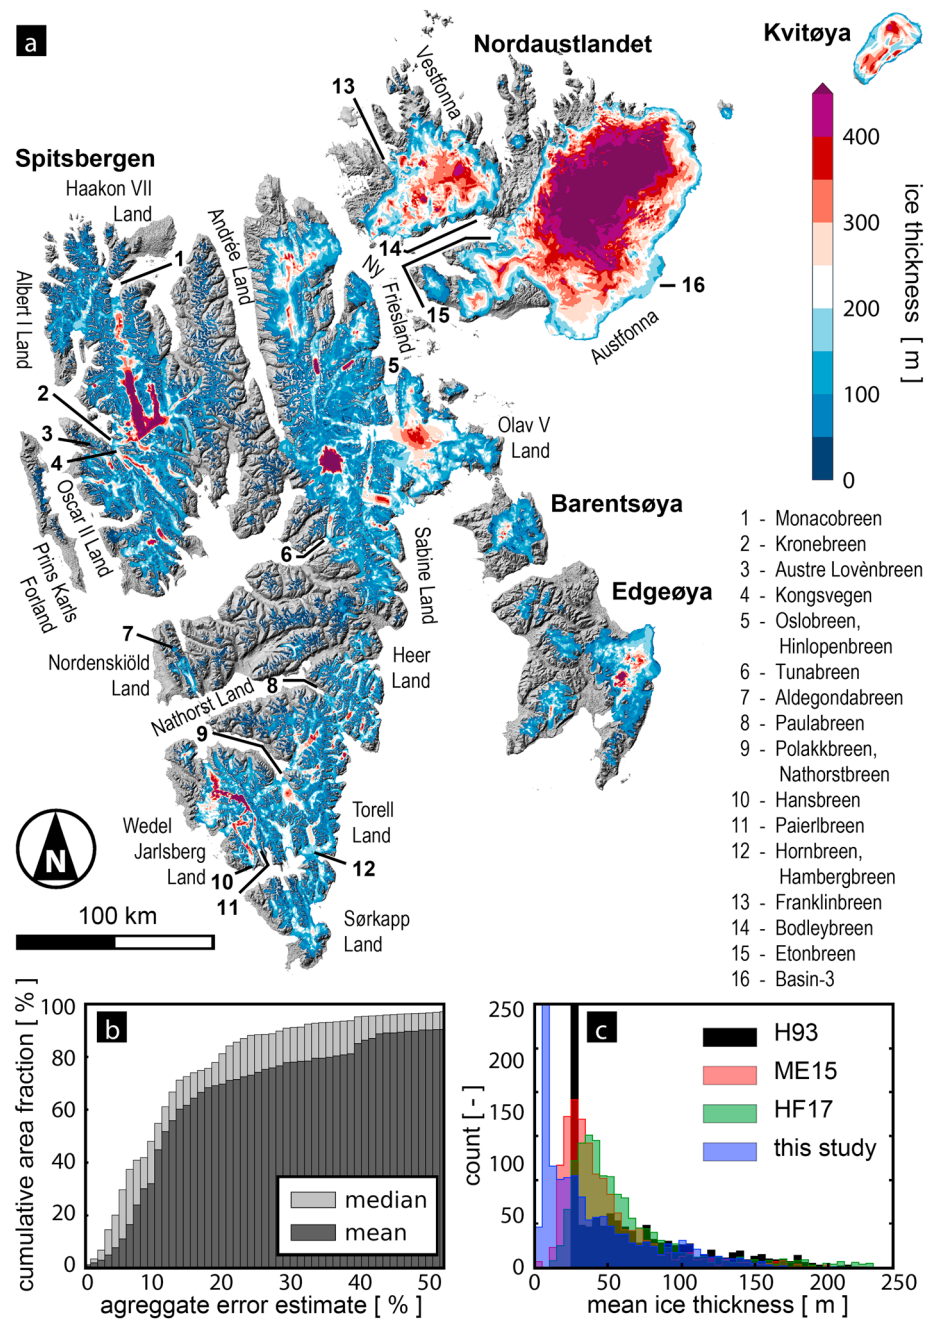 a
Nordaustlandet
Kvitøya
Vestfonna
13
Spitsbergen
Haakon VII
Land
Andrée Land
400
300
200
100
0
ice thickness [ m ]
1
14
Ny
Friesland
15
16
Austfonna
Albert I Land
2
3
4
5
Olav V
Land
Oscar II Land
Prins Karls
Forland
Barentsøya
6
Sabine Land
Edgeøya
7
Nordenskiöld
Land
Heer
Land
8
Nathorst Land
9
Wedel
Jarlsberg
Land
Torell
Land
10
11
12
Sørkapp
Land
N
100 km
1 - Monacobreen
2 - Kronebreen
3 - Austre Lovènbreen
4 - Kongsvegen
5 - Oslobreen,
Hinlopenbreen
6 - Tunabreen
7 - Aldegondabreen
8 - Paulabreen
9 - Polakkbreen,
Nathorstbreen
10 - Hansbreen
11 - Paierlbreen
12 - Hornbreen,
Hambergbreen
13 - Franklinbreen
14 - Bodleybreen
15 - Etonbreen
16 - Basin-3
b
cumulative area fraction [ % ]
100
80
60
40
20
0
median
mean
0
10
20
30
40
50
agreggate error estimate [ % ]
c
count [ - ]
250
200
150
100
50
0
H93
ME15
HF17
this study
0
50
100
150
200
250
mean ice thickness [ m ]